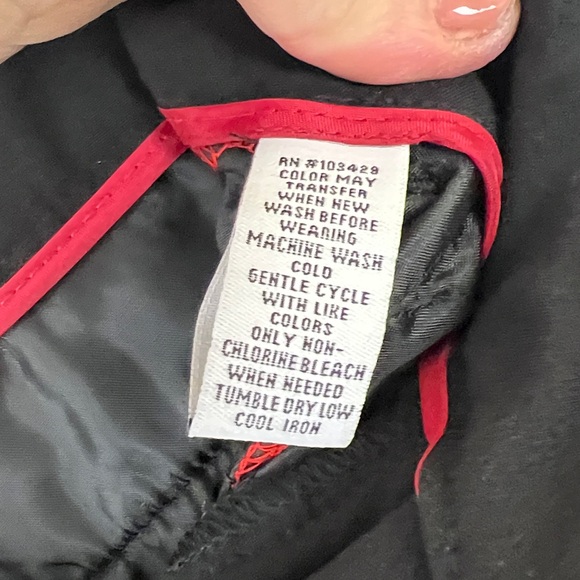 RN #103429
COLOR MAY
TRANSFER
WHEN NEW
WASH BEFORE
WEARING
MACHINE WASH
COLD
GENTLE CYCLE
WITH LIKE
COLORS
ONLY NON-
CHLORINE BLEACH
WHEN NEEDED
TUMBLE DRY LOW
COOL IRON